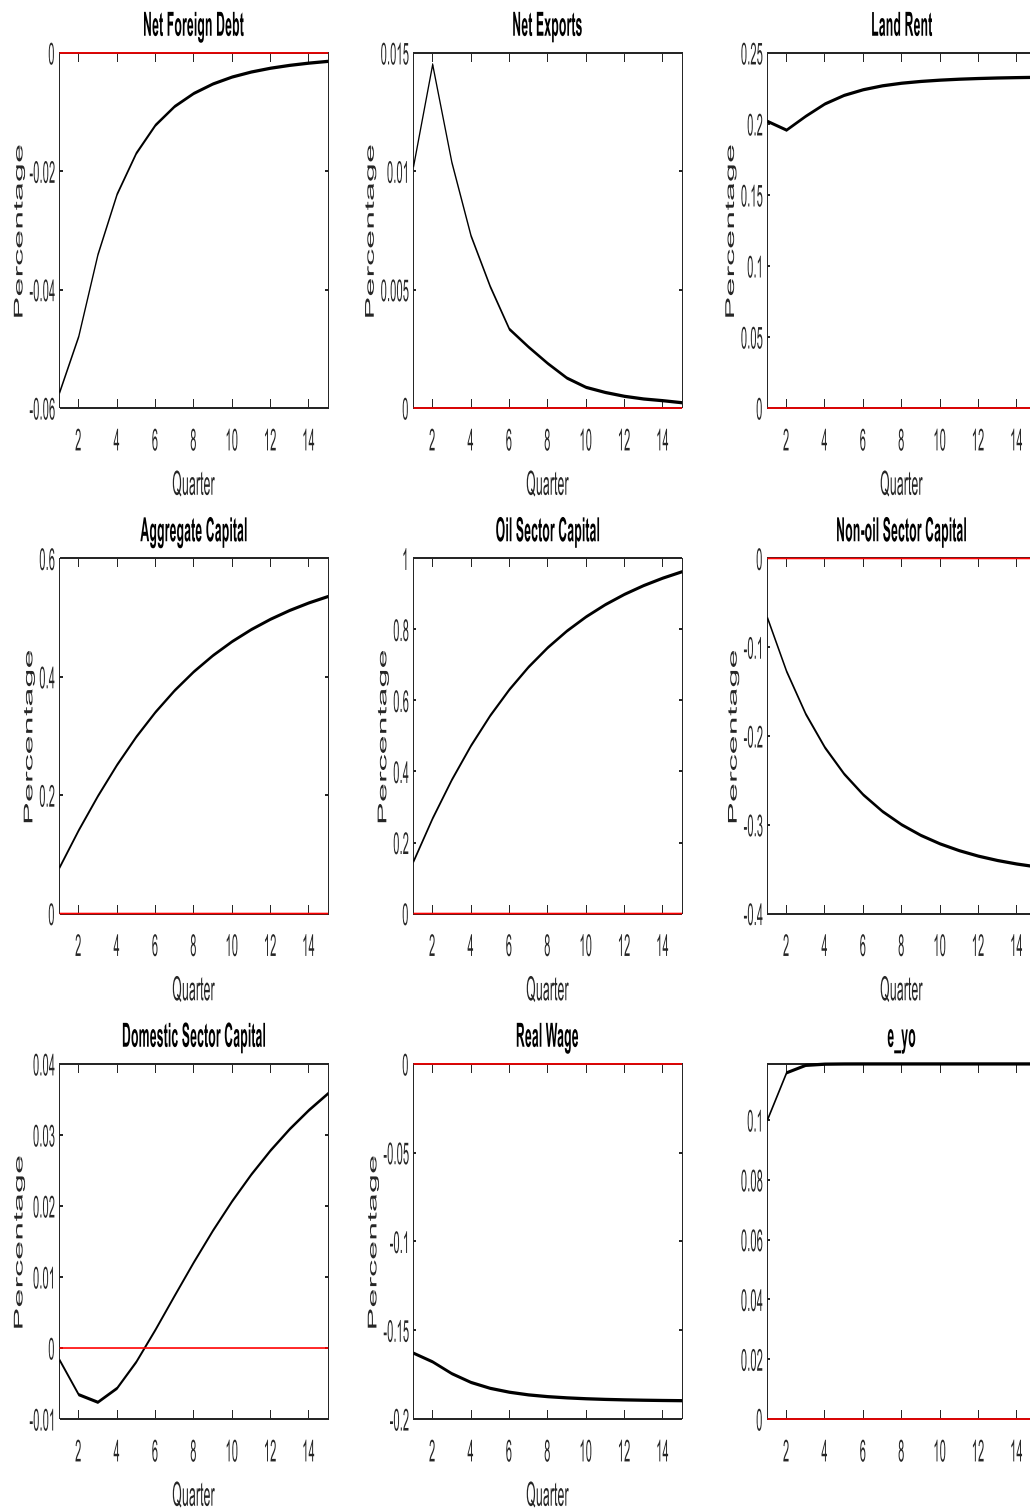 Net Foreign Debt
Net Exports
Land Rent
0
-0.02
-0.04
-0.06
Percentage
2 4 6 8 10 12 14
Quarter
0.015
0.01
0.005
0
Percentage
2 4 6 8 10 12 14
Quarter
0.25
0.2
0.15
0.1
0.05
0
Percentage
2 4 6 8 10 12 14
Quarter
Aggregate Capital
Oil Sector Capital
Non-oil Sector Capital
0.6
0.4
0.2
0
Percentage
2 4 6 8 10 12 14
Quarter
1
0.8
0.6
0.4
0.2
0
Percentage
2 4 6 8 10 12 14
Quarter
0
-0.1
-0.2
-0.3
-0.4
Percentage
2 4 6 8 10 12 14
Quarter
Domestic Sector Capital
Real Wage
e_yo
0.04
0.03
0.02
0.01
0
-0.01
Percentage
2 4 6 8 10 12 14
Quarter
0
-0.05
-0.1
-0.15
-0.2
Percentage
2 4 6 8 10 12 14
Quarter
0.1
0.08
0.06
0.04
0.02
0
2 4 6 8 10 12 14
Quarter